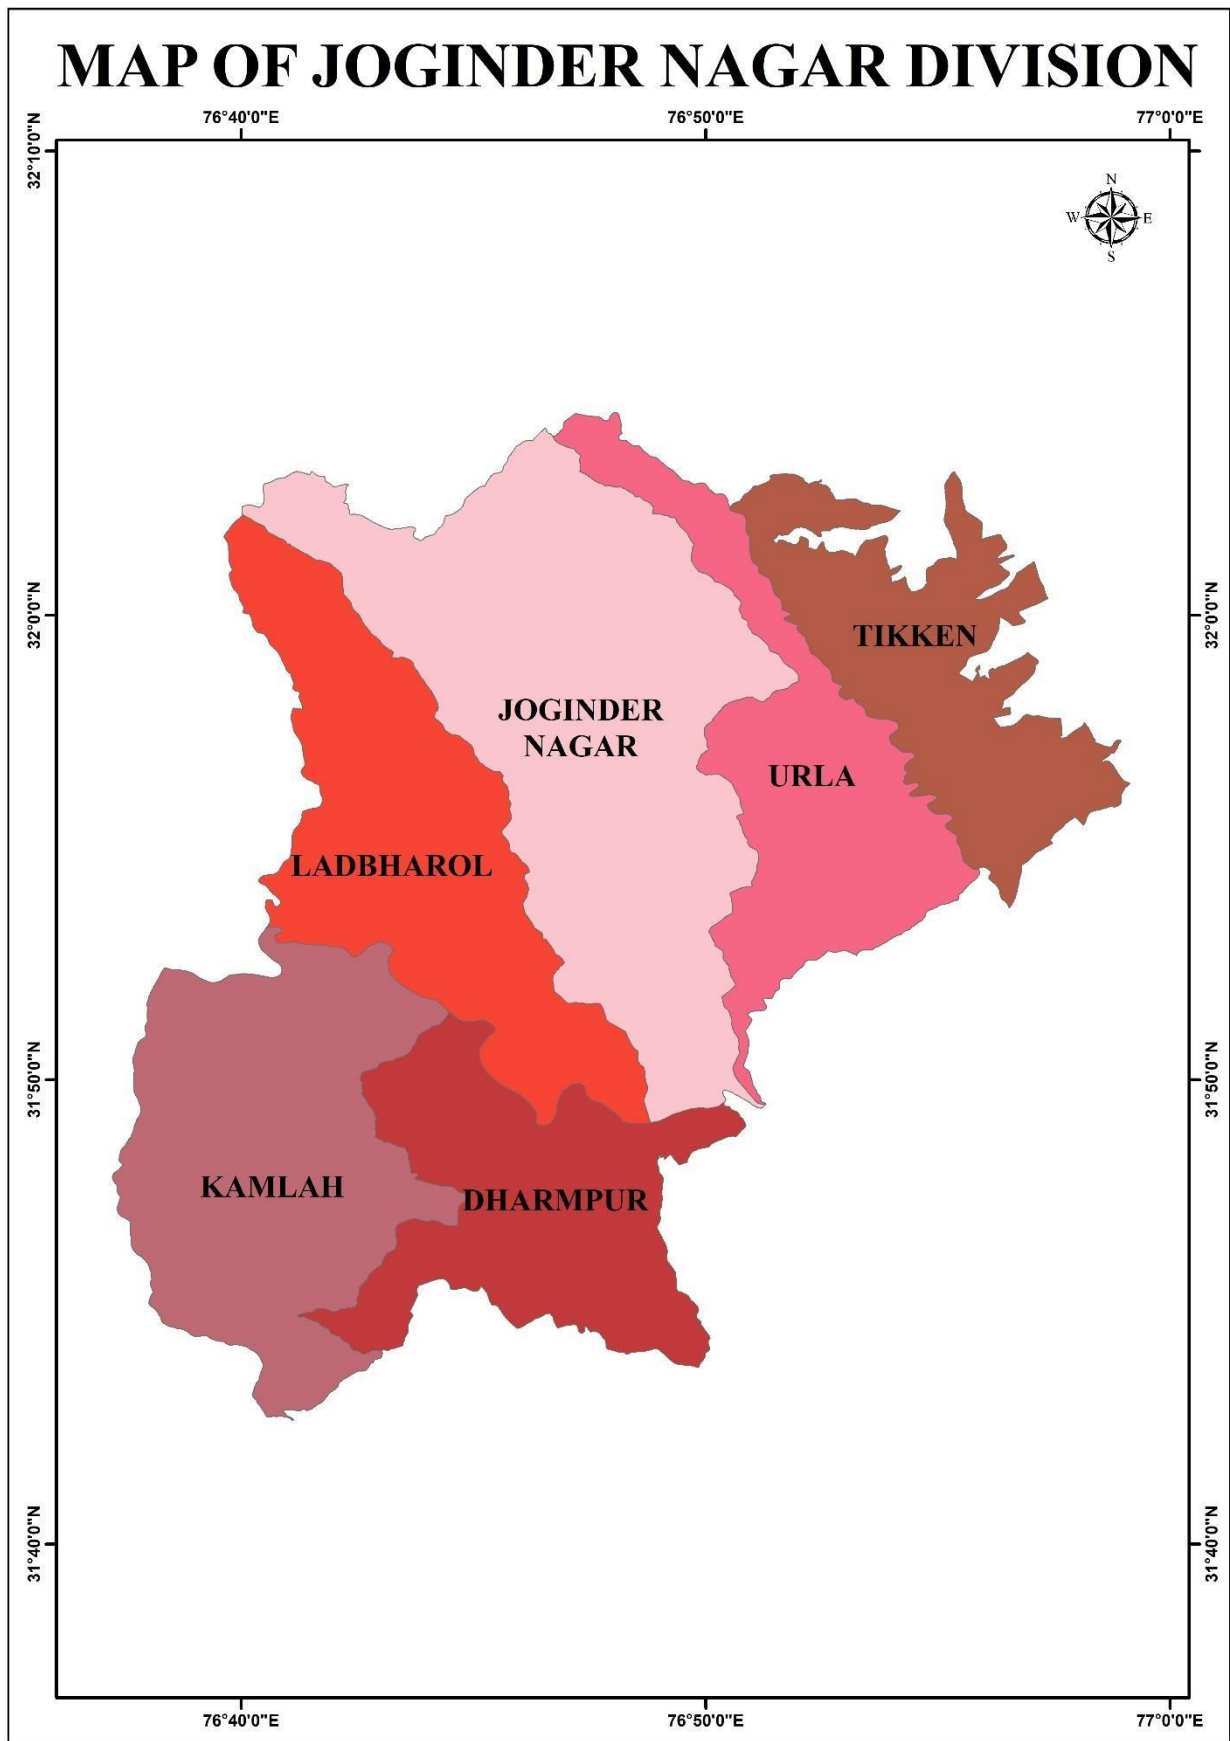 MAP OF JOGINDER NAGAR DIVISION
76°40'0"E 76°50'0"E 77°0'0"E
32°10'0"N
N
W E
S
32°0'0"N 32°0'0"N
TIKKEN
JOGINDER
NAGAR
URLA
LADBHAROL
31°50'0"N 31°50'0"N
KAMLAH
DHARMPUR
31°40'0"N 31°40'0"N
76°40'0"E 76°50'0"E 77°0'0"E